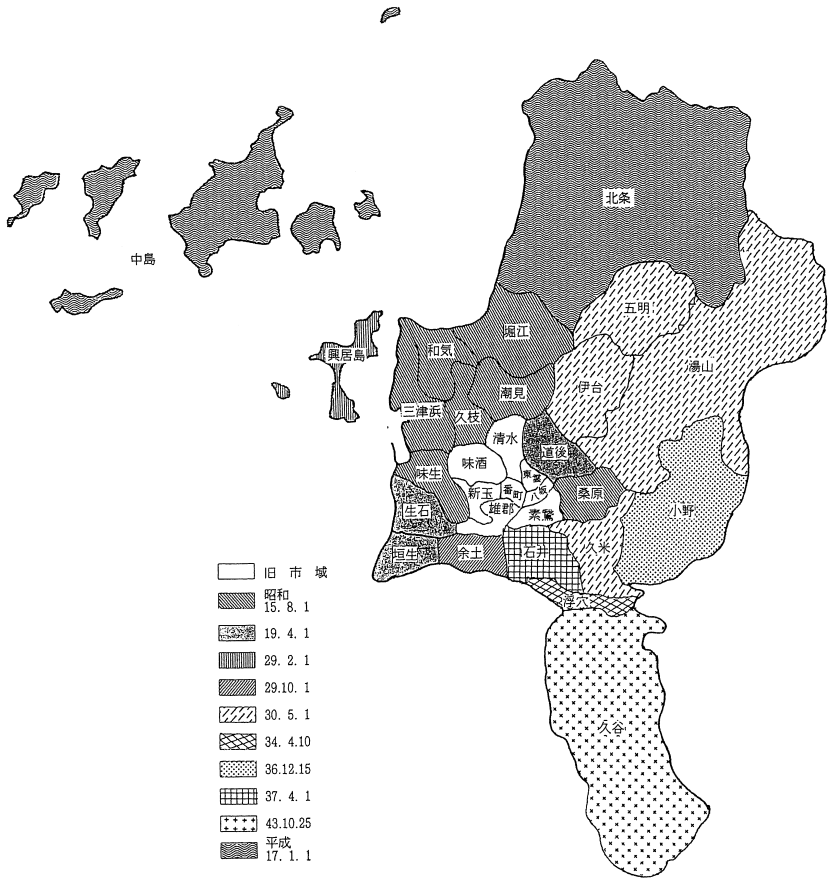 北条
中島
五明
堀江
和気
興居島
湯山
伊台
潮見
三津浜
久枝
清水
道後
味酒
味生
東雲
番町
八坂
新玉
桑原
雄郡
生石
素鵞
小野
垣生
余土
石井
久米
浮穴
久谷
旧市域
昭和
15. 8. 1
19. 4. 1
29. 2. 1
29.10. 1
30. 5. 1
34. 4.10
36.12.15
37. 4. 1
43.10.25
平成
17. 1. 1